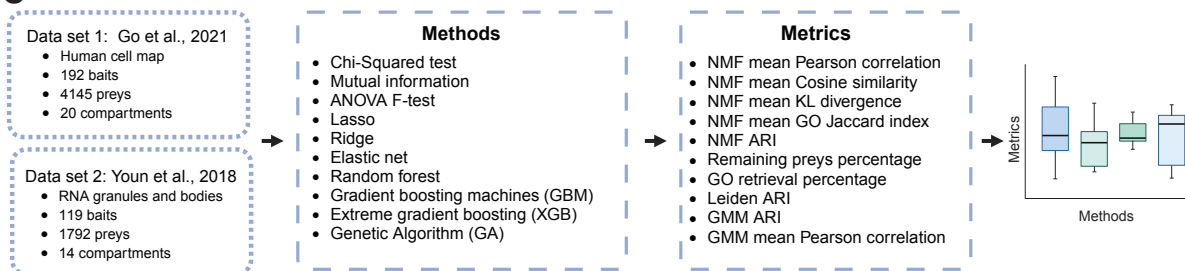 Data set 1: Go et al., 2021
• Human cell map
• 192 baits
• 4145 preys
• 20 compartments
Data set 2: Youn et al., 2018
• RNA granules and bodies
• 119 baits
• 1792 preys
• 14 compartments
Methods
• Chi-Squared test
• Mutual information
• ANOVA F-test
• Lasso
• Ridge
• Elastic net
• Random forest
• Gradient boosting machines (GBM)
• Extreme gradient boosting (XGB)
• Genetic Algorithm (GA)
Metrics
• NMF mean Pearson correlation
• NMF mean Cosine similarity
• NMF mean KL divergence
• NMF mean GO Jaccard index
• NMF ARI
• Remaining preys percentage
• GO retrieval percentage
• Leiden ARI
• GMM ARI
• GMM mean Pearson correlation
Metrics
Methods